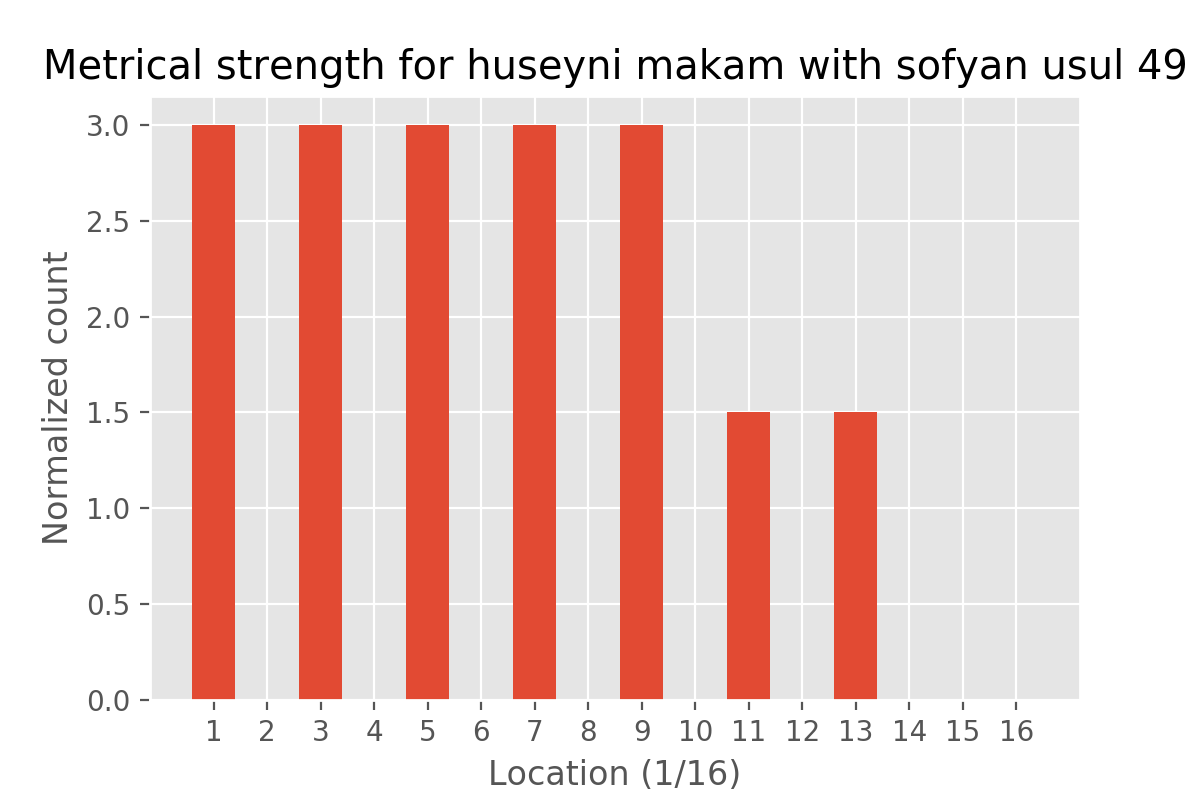 Metrical strength for huseyni makam with sofyan usul 49
3.0
2.5
2.0
1.5
1.0
0.5
0.0
Normalized count
1 2 3 4 5 6 7 8 9 10 11 12 13 14 15 16
Location (1/16)